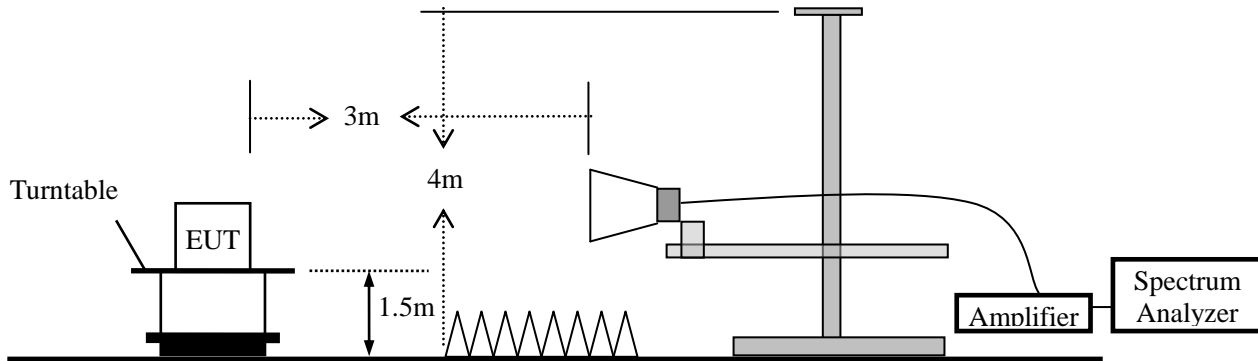 3m
4m
Turntable
EUT
1.5m
Amplifier
Spectrum
Analyzer